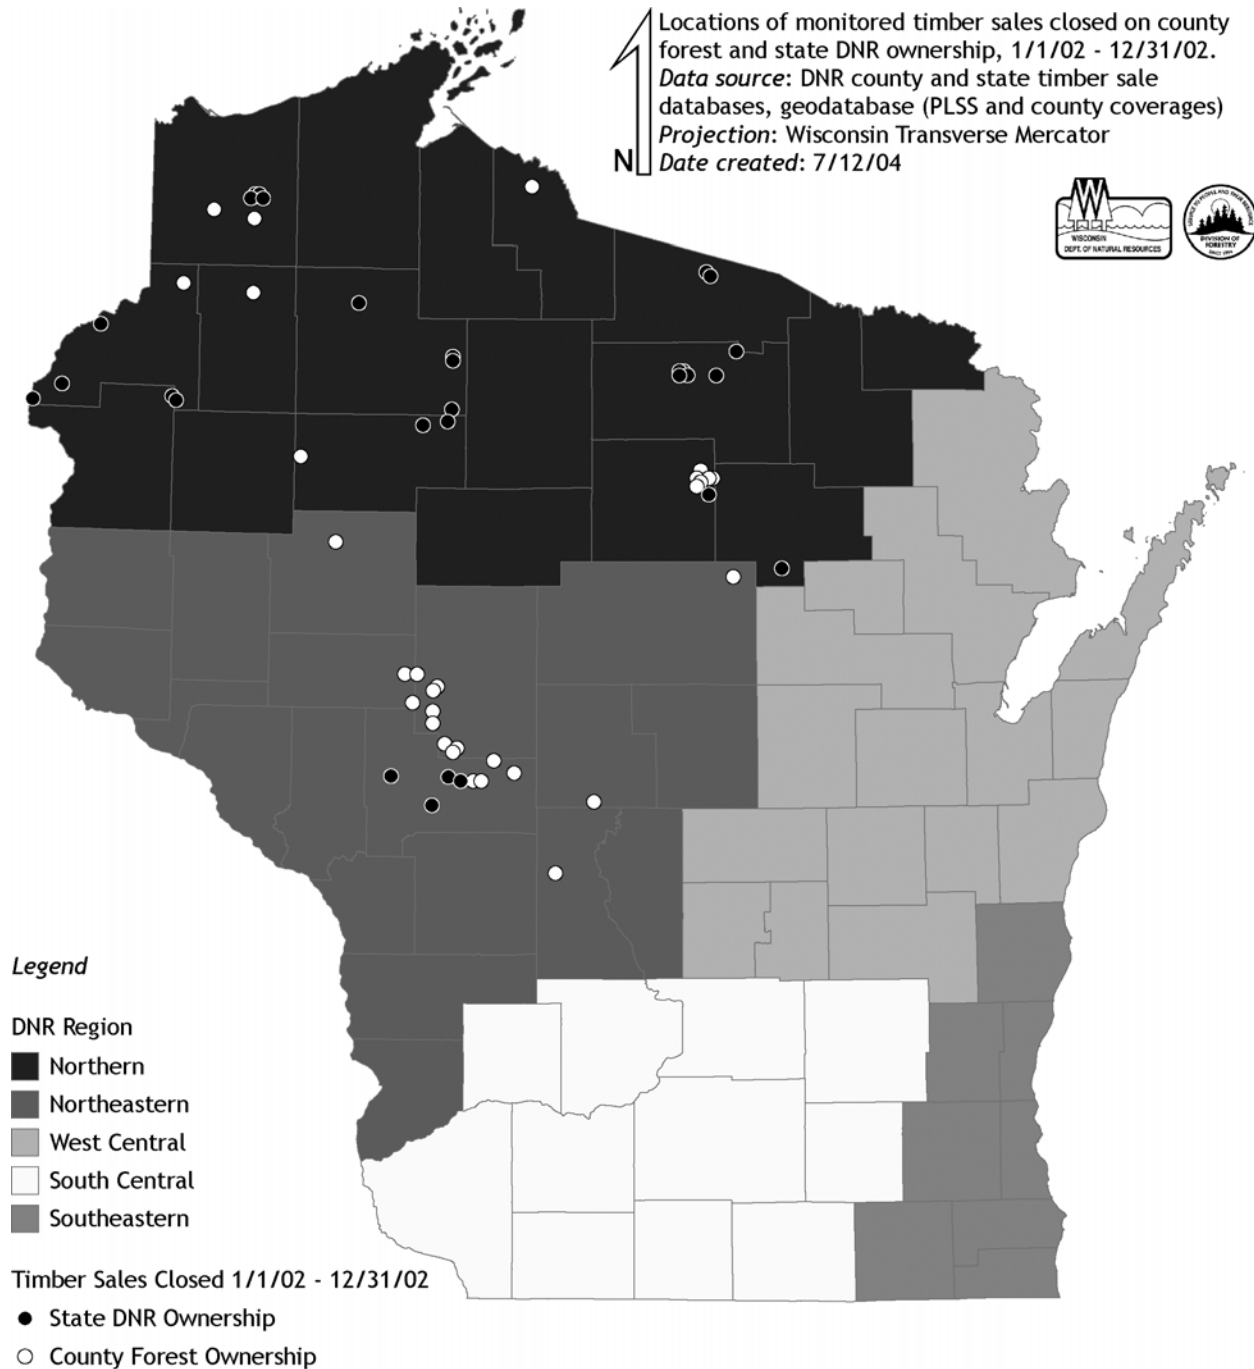 Locations of monitored timber sales closed on county
forest and state DNR ownership, 1/1/02 - 12/31/02.
Data source: DNR county and state timber sale
databases, geodatabase (PLSS and county coverages)
Projection: Wisconsin Transverse Mercator
Date created: 7/12/04
N
W
WISCONSIN
DEPT. OF NATURAL RESOURCES
DIVISION OF
FORESTRY
Legend
DNR Region
Northern
Northeastern
West Central
South Central
Southeastern
Timber Sales Closed 1/1/02 - 12/31/02
State DNR Ownership
County Forest Ownership